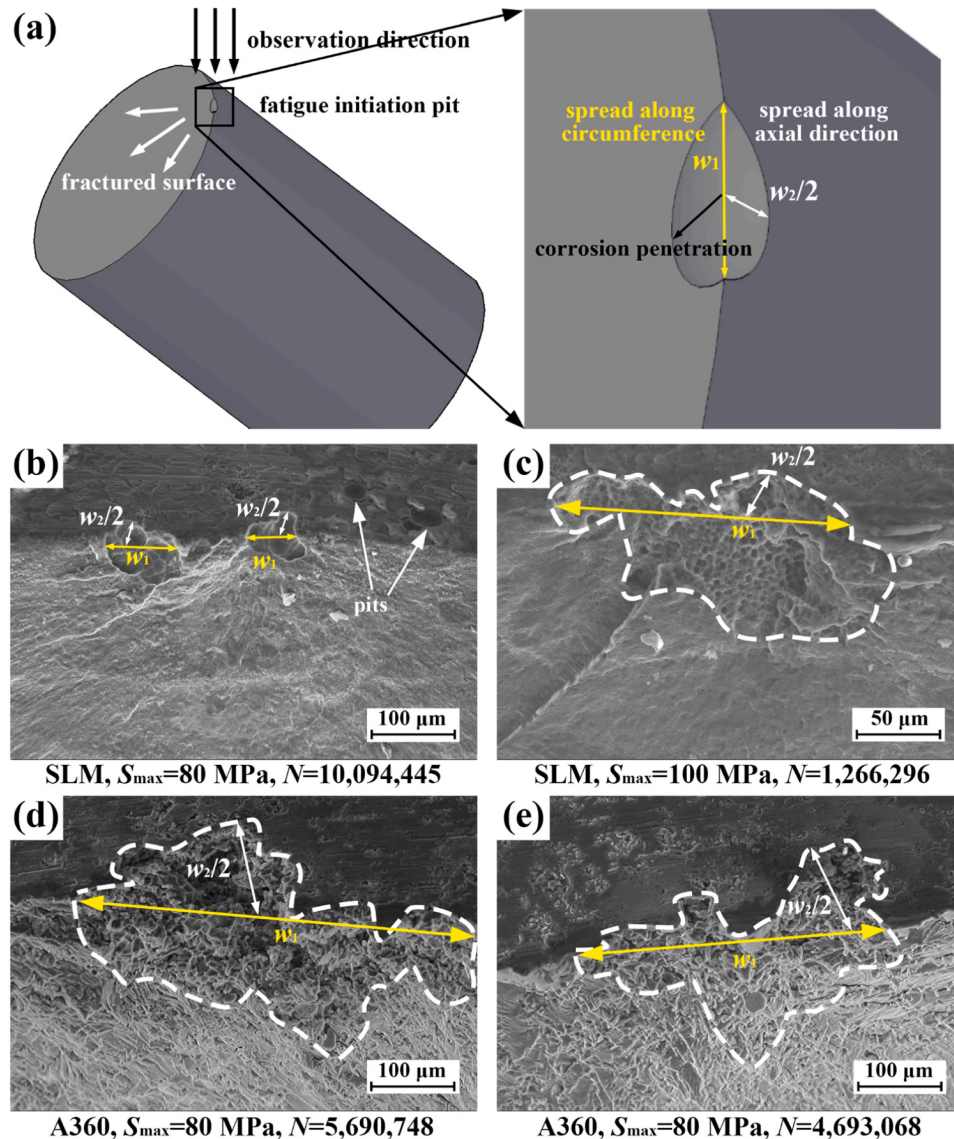 (a)
observation direction
fatigue initiation pit
fractured surface
spread along
circumference
spread along
axial direction
w1
w2/2
corrosion penetration
(b)
w2/2
w1
w2/2
w1
pits
100 μm
SLM, Smax=80 MPa, N=10,094,445
(c)
w2/2
w1
50 μm
SLM, Smax=100 MPa, N=1,266,296
(d)
w2/2
w1
100 μm
A360, Smax=80 MPa, N=5,690,748
(e)
w2/2
w1
100 μm
A360, Smax=80 MPa, N=4,693,068